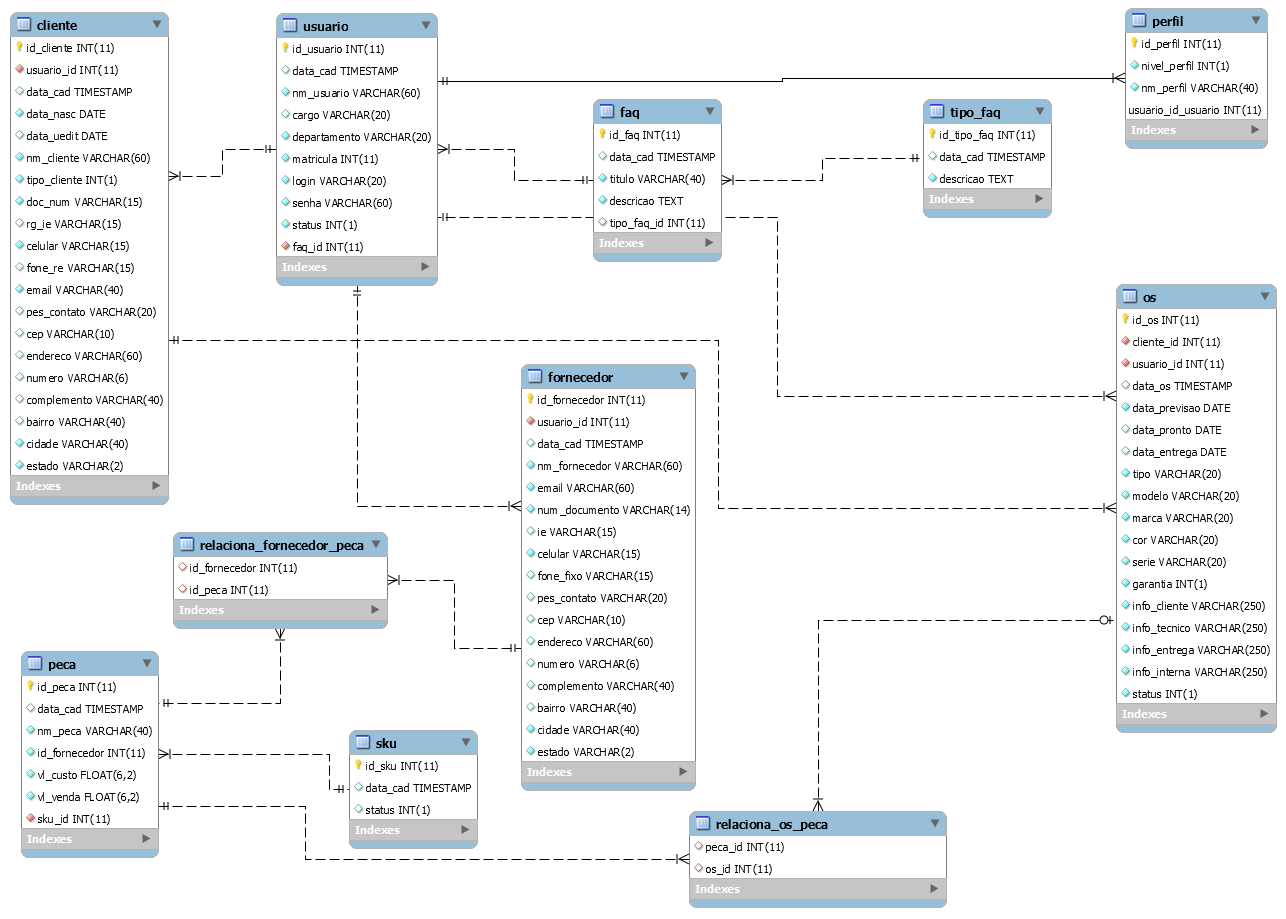 cliente
id_cliente INT(11)
usuario_id INT(11)
data_cad TIMESTAMP
data_nasc DATE
data_uedit DATE
nm_cliente VARCHAR(60)
tipo_cliente INT(1)
doc_num VARCHAR(15)
rg_ie VARCHAR(15)
celular VARCHAR(15)
fone_re VARCHAR(15)
email VARCHAR(40)
pes_contato VARCHAR(20)
cep VARCHAR(10)
endereco VARCHAR(60)
numero VARCHAR(6)
complemento VARCHAR(40)
bairro VARCHAR(40)
cidade VARCHAR(40)
estado VARCHAR(2)
Indexes
usuario
id_usuario INT(11)
data_cad TIMESTAMP
nm_usuario VARCHAR(60)
cargo VARCHAR(20)
departamento VARCHAR(20)
matricula INT(11)
login VARCHAR(20)
senha VARCHAR(60)
status INT(1)
faq_id INT(11)
Indexes
faq
id_faq INT(11)
data_cad TIMESTAMP
titulo VARCHAR(40)
descricao TEXT
tipo_faq_id INT(11)
Indexes
tipo_faq
id_tipo_faq INT(11)
data_cad TIMESTAMP
descricao TEXT
Indexes
perfil
id_perfil INT(11)
nivel_perfil INT(1)
nm_perfil VARCHAR(40)
usuario_id_usuario INT(11)
Indexes
os
id_os INT(11)
cliente_id INT(11)
usuario_id INT(11)
data_os TIMESTAMP
data_previsao DATE
data_pronto DATE
data_entrega DATE
tipo VARCHAR(20)
modelo VARCHAR(20)
marca VARCHAR(20)
cor VARCHAR(20)
serie VARCHAR(20)
garantia INT(1)
info_cliente VARCHAR(250)
info_tecnico VARCHAR(250)
info_entrega VARCHAR(250)
info_interna VARCHAR(250)
status INT(1)
Indexes
fornecedor
id_fornecedor INT(11)
usuario_id INT(11)
data_cad TIMESTAMP
nm_fornecedor VARCHAR(60)
email VARCHAR(60)
num_documento VARCHAR(14)
ie VARCHAR(15)
celular VARCHAR(15)
fone_fixo VARCHAR(15)
pes_contato VARCHAR(20)
cep VARCHAR(10)
endereco VARCHAR(60)
numero VARCHAR(6)
complemento VARCHAR(40)
bairro VARCHAR(40)
cidade VARCHAR(40)
estado VARCHAR(2)
Indexes
relaciona_fornecedor_peca
id_fornecedor INT(11)
id_peca INT(11)
Indexes
peca
id_peca INT(11)
data_cad TIMESTAMP
nm_peca VARCHAR(40)
id_fornecedor INT(11)
vl_custo FLOAT(6,2)
vl_venda FLOAT(6,2)
sku_id INT(11)
Indexes
sku
id_sku INT(11)
data_cad TIMESTAMP
status INT(1)
Indexes
relaciona_os_peca
peca_id INT(11)
os_id INT(11)
Indexes